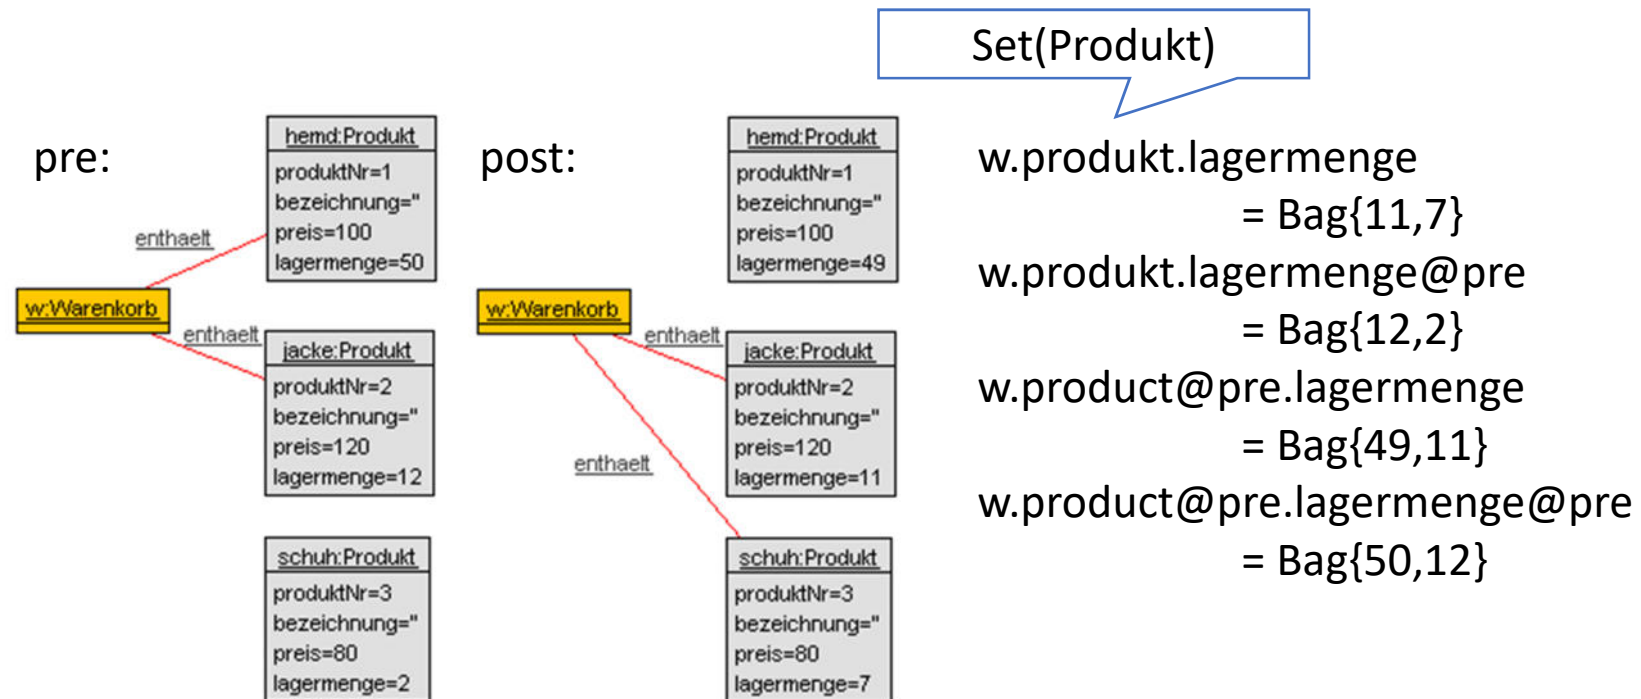 Set(Produkt)
pre:
hemd:Produkt
produktNr=1
bezeichnung=''
preis=100
lagermenge=50
enthaelt
w:Warenkorb
enthaelt
jacke:Produkt
produktNr=2
bezeichnung=''
preis=120
lagermenge=12
schuh:Produkt
produktNr=3
bezeichnung=''
preis=80
lagermenge=2
post:
hemd:Produkt
produktNr=1
bezeichnung=''
preis=100
lagermenge=49
w:Warenkorb
enthaelt
jacke:Produkt
produktNr=2
bezeichnung=''
preis=120
lagermenge=11
enthaelt
schuh:Produkt
produktNr=3
bezeichnung=''
preis=80
lagermenge=7
w.produkt.lagermenge
= Bag{11,7}
w.produkt.lagermenge@pre
= Bag{12,2}
w.product@pre.lagermenge
= Bag{49,11}
w.product@pre.lagermenge@pre
= Bag{50,12}